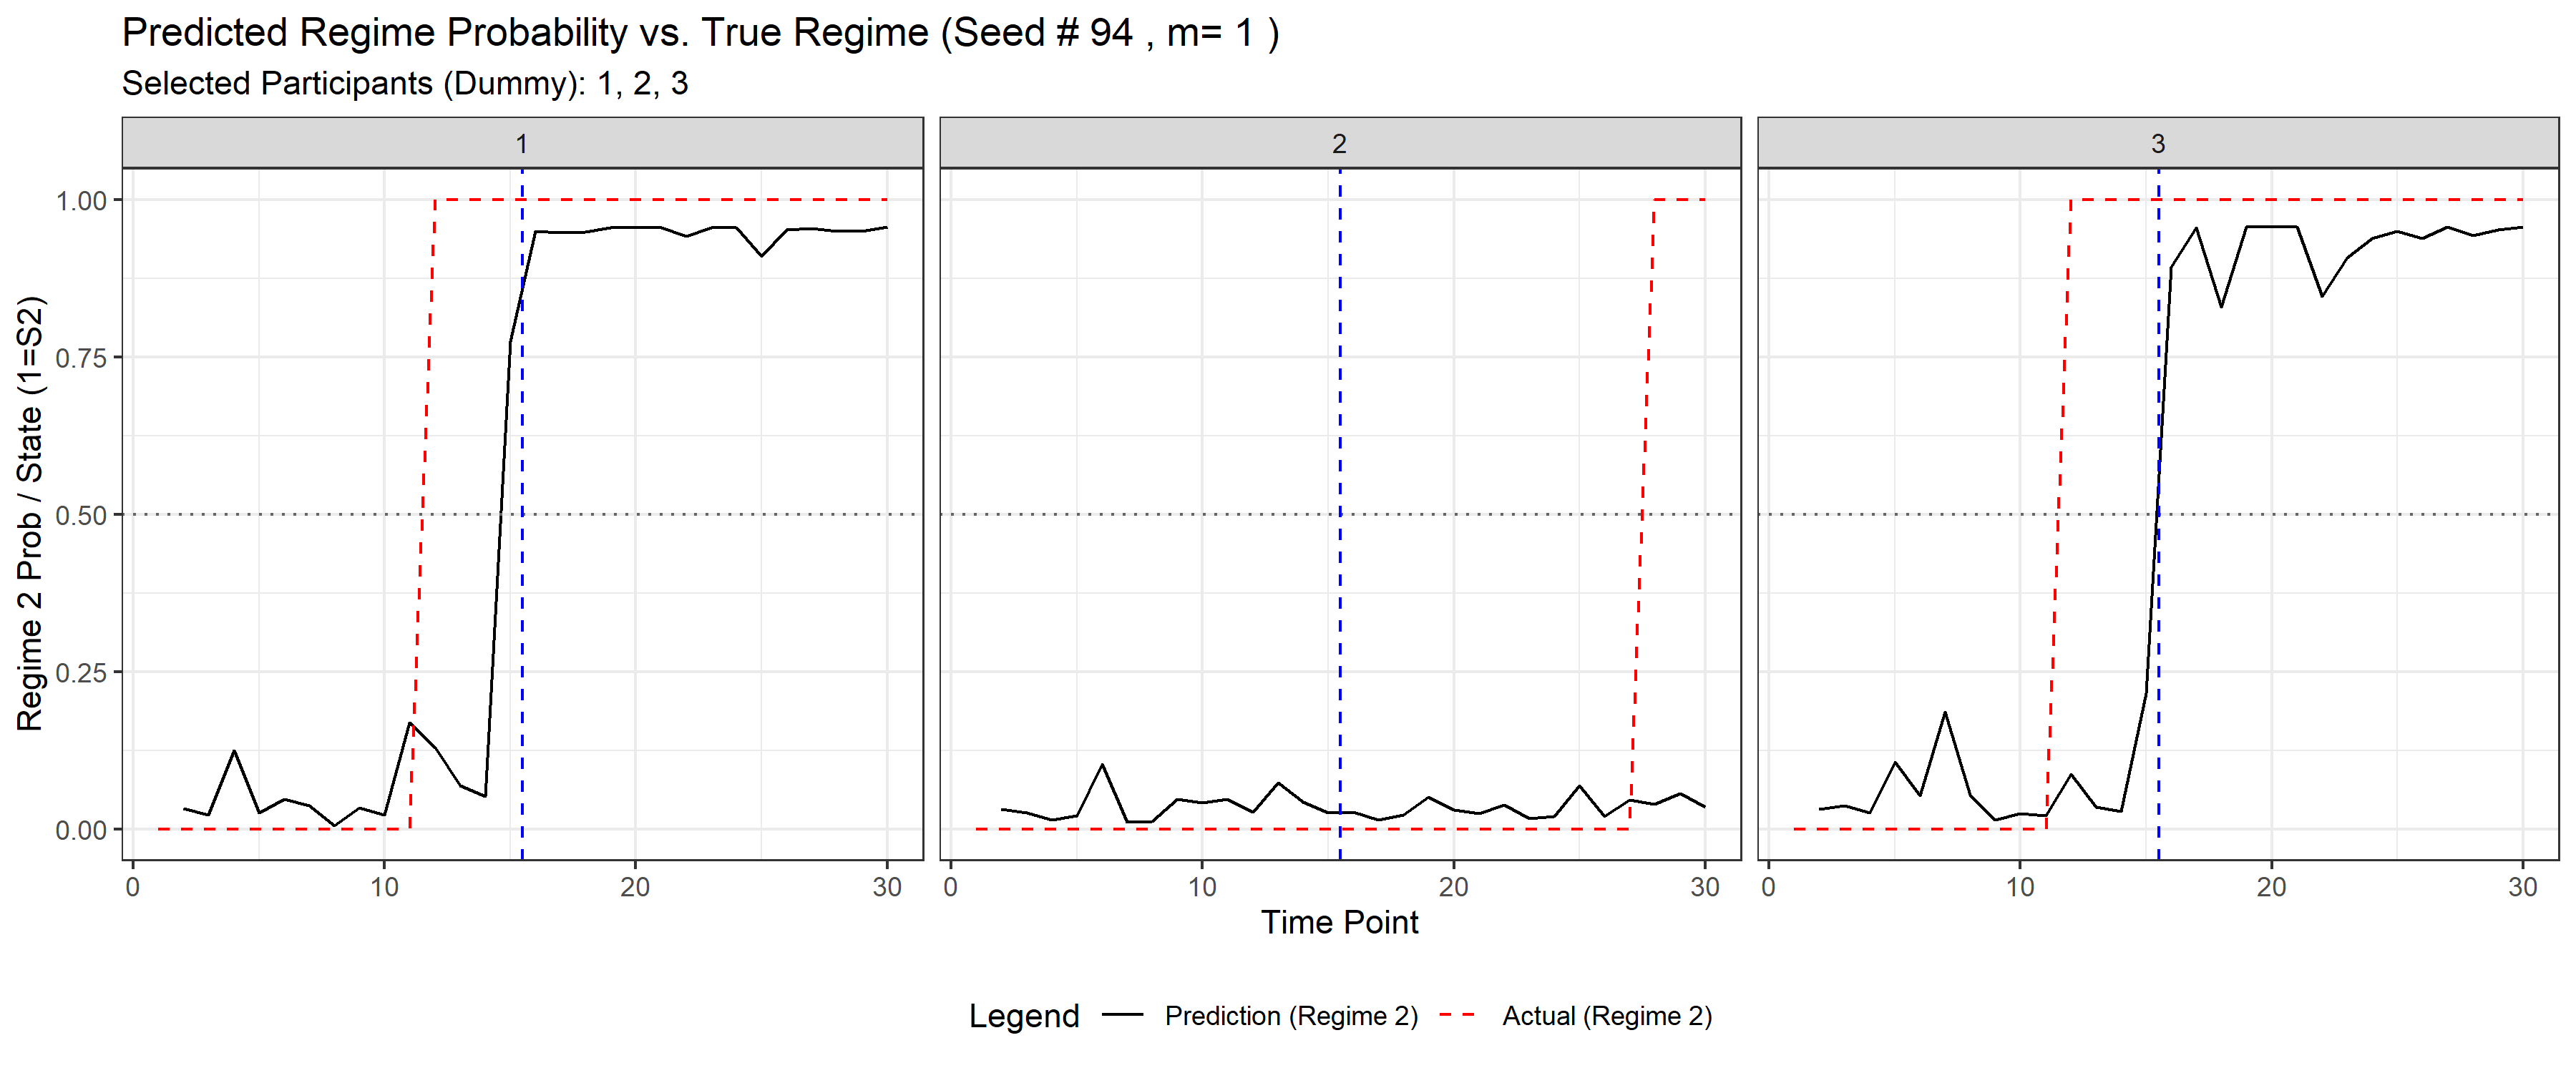 Predicted Regime Probability vs. True Regime (Seed # 94 , m= 1 )
Selected Participants (Dummy): 1, 2, 3
1 2 3
Regime 2 Prob / State (1=S2)
1.00
0.75
0.50
0.25
0.00
0 10 20 30 0 10 20 30 0 10 20 30
Time Point
Legend Prediction (Regime 2) Actual (Regime 2)